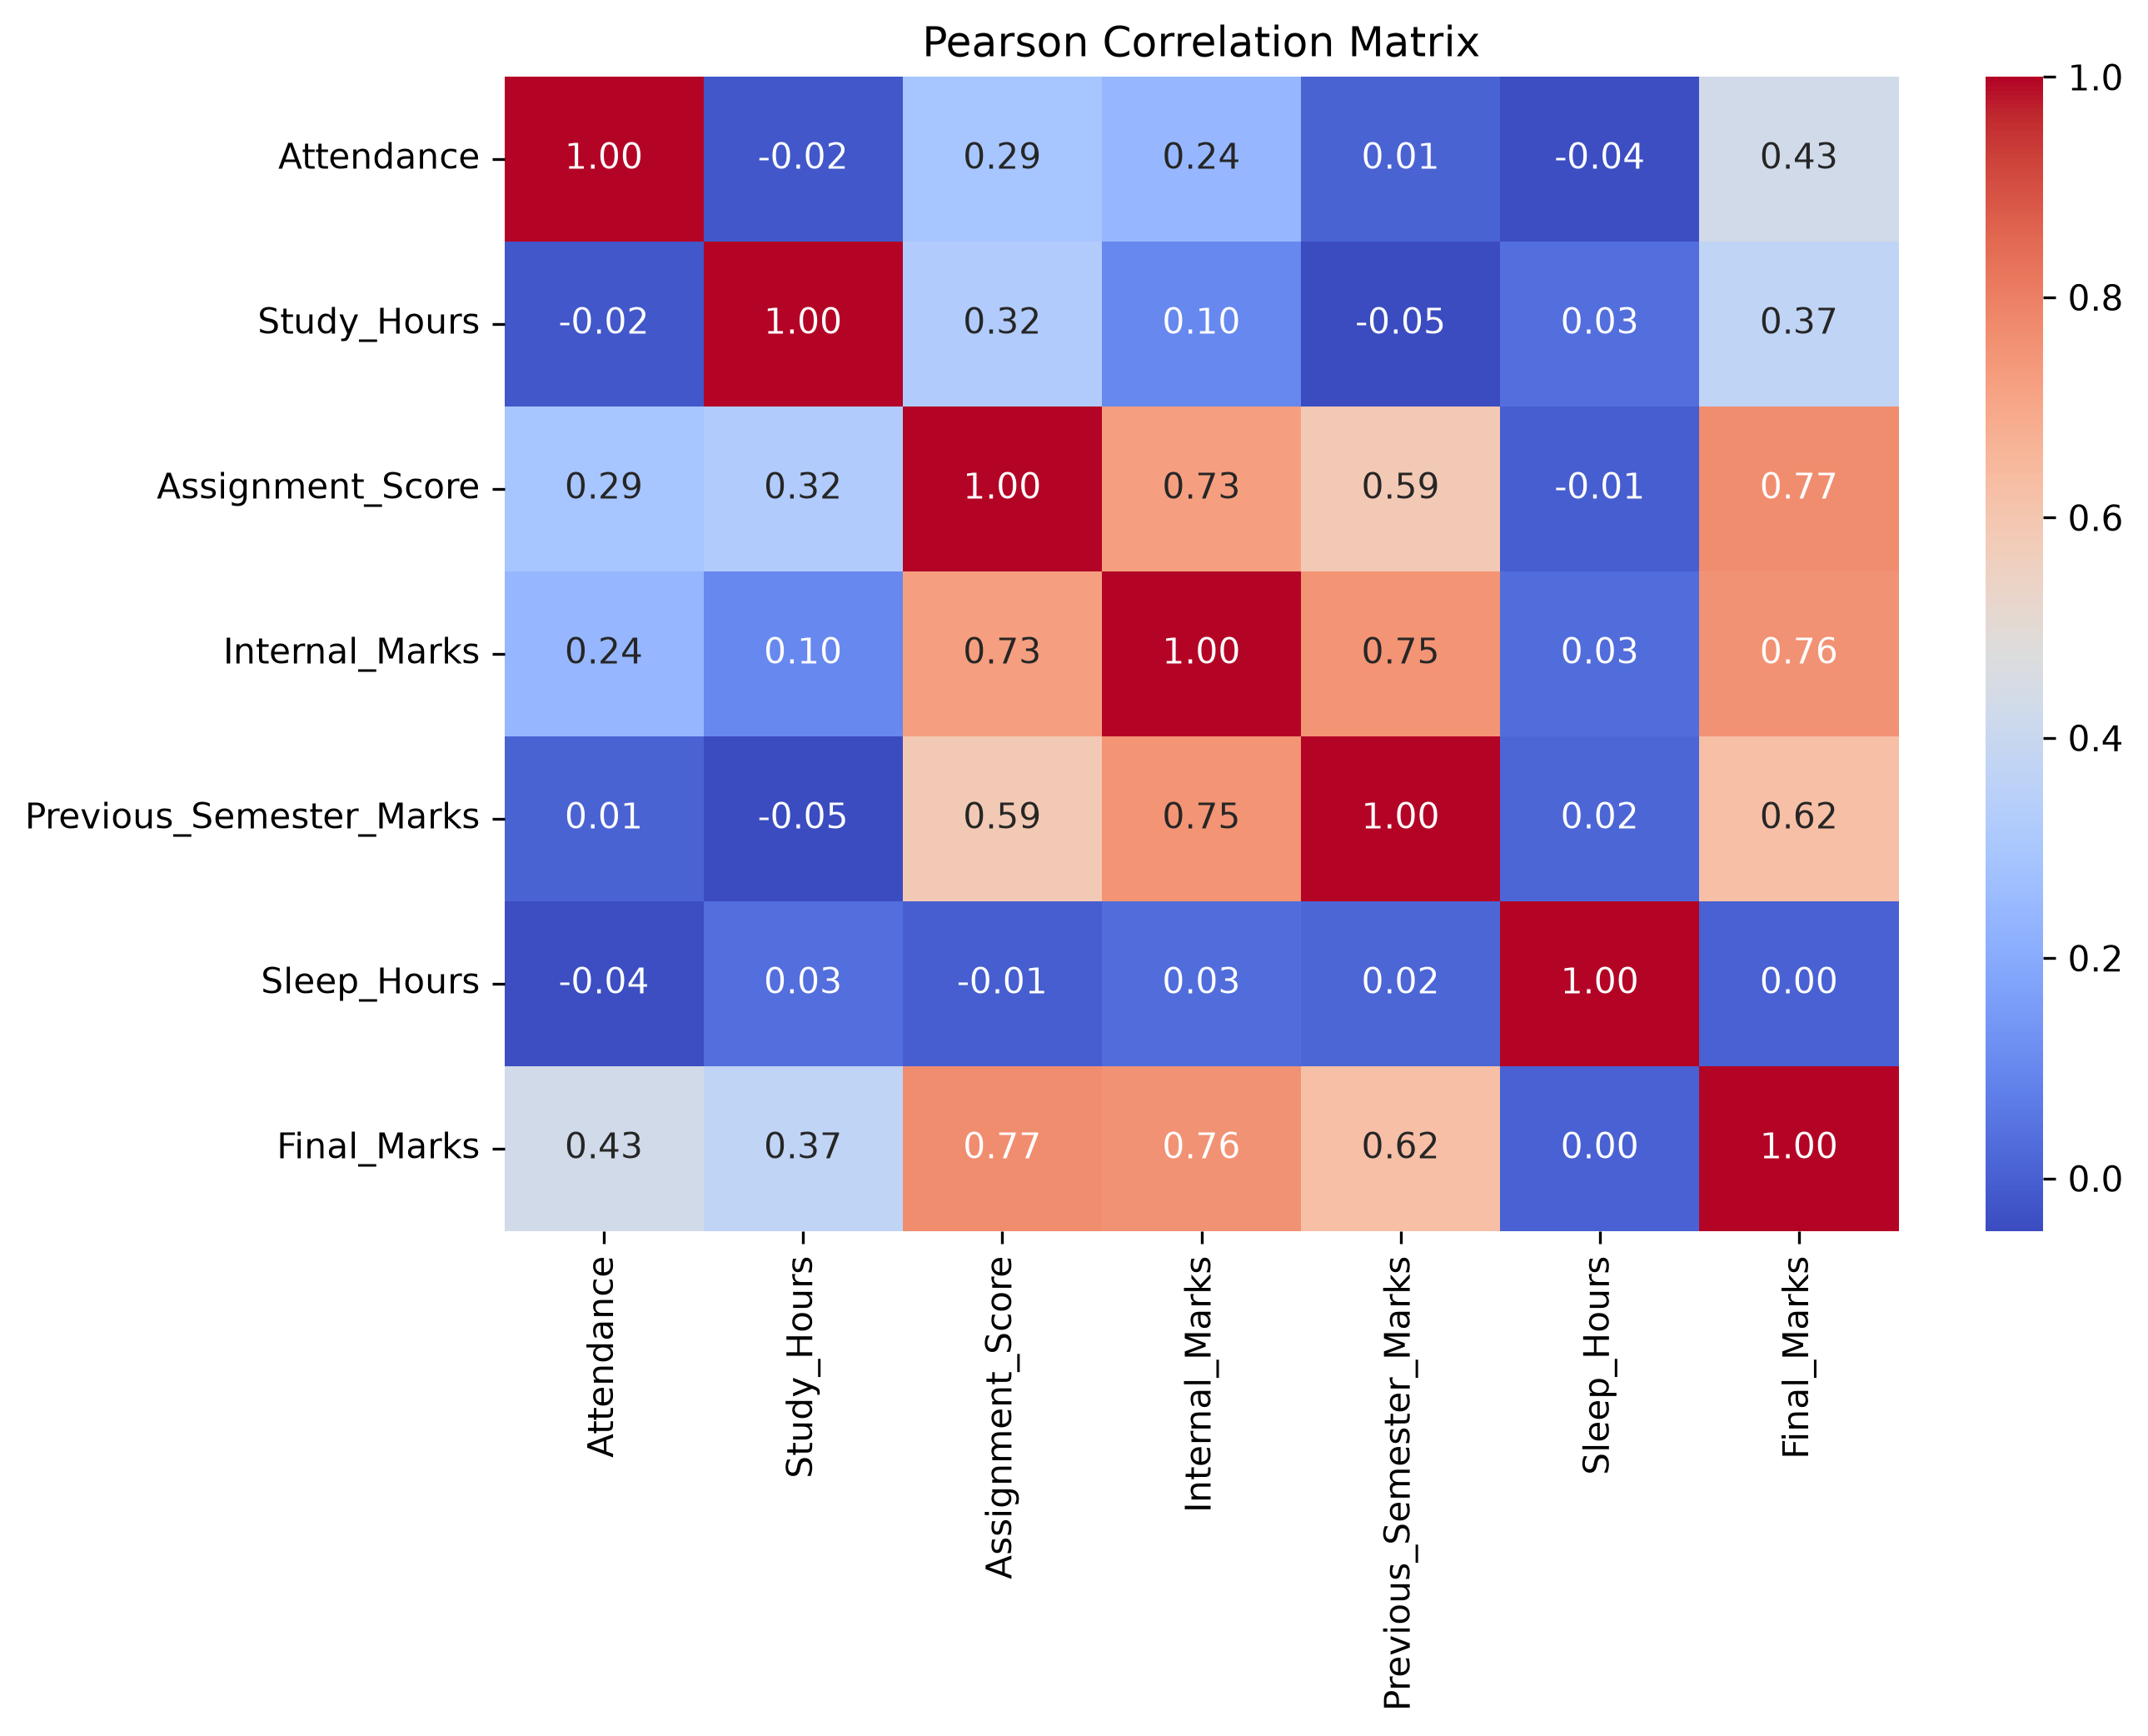 Pearson Correlation Matrix
Attendance 1.00 -0.02 0.29 0.24 0.01 -0.04 0.43
Study_Hours -0.02 1.00 0.32 0.10 -0.05 0.03 0.37
Assignment_Score 0.29 0.32 1.00 0.73 0.59 -0.01 0.77
Internal_Marks 0.24 0.10 0.73 1.00 0.75 0.03 0.76
Previous_Semester_Marks 0.01 -0.05 0.59 0.75 1.00 0.02 0.62
Sleep_Hours -0.04 0.03 -0.01 0.03 0.02 1.00 0.00
Final_Marks 0.43 0.37 0.77 0.76 0.62 0.00 1.00
Attendance
Study_Hours
Assignment_Score
Internal_Marks
Previous_Semester_Marks
Sleep_Hours
Final_Marks
1.0
0.8
0.6
0.4
0.2
0.0